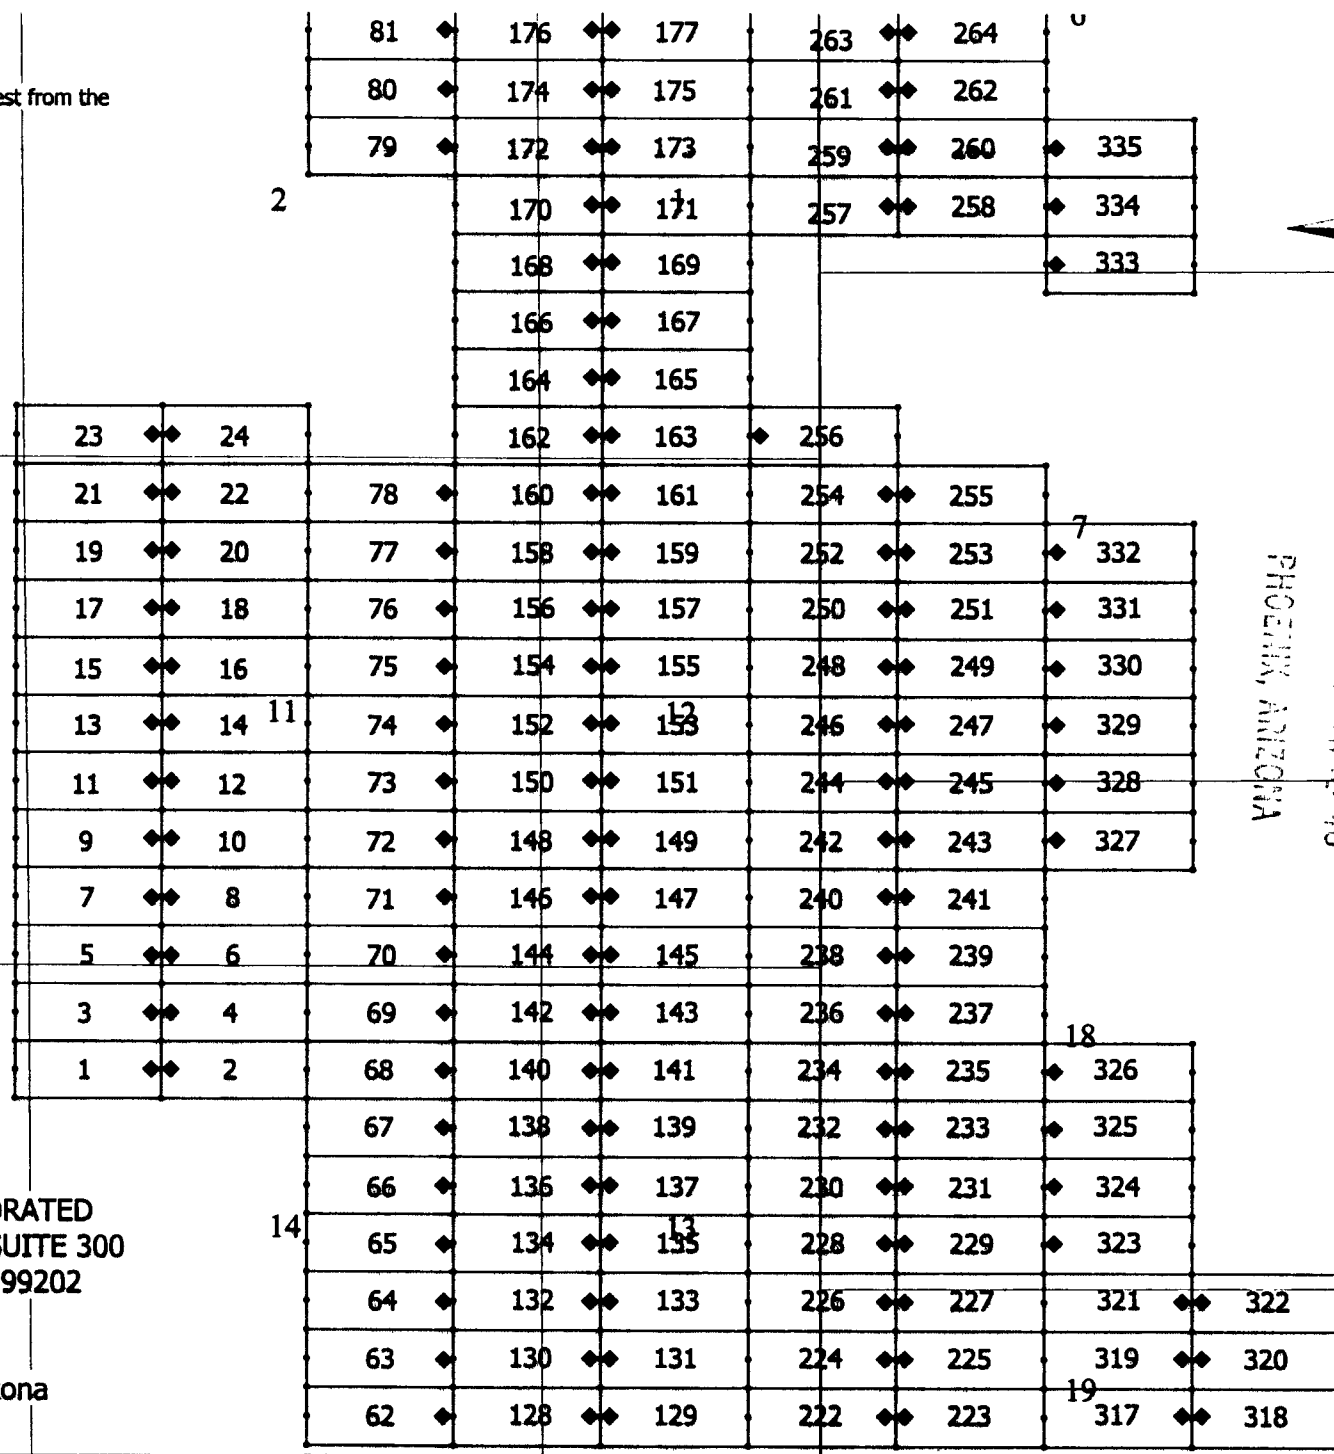 81 176 177 263 264
est from the
80 174 175 261 262
79 172 173 259 260 335
2 170 171 1 257 258 334
168 169 333
166 167
164 165
23 24 162 163 256
21 22 78 160 161 254 255
7
19 20 77 158 159 252 253 332
17 18 76 156 157 250 251 331
15 16 75 154 155 248 249 330
11 12
13 14 74 152 153 246 247 329
11 12 73 150 151 244 245 328
9 10 72 148 149 242 243 327
PHOENIX, ARIZONA
7 8 71 146 147 240 241
5 6 70 144 145 238 239
3 4 69 142 143 236 237
18
1 2 68 140 141 234 235 326
67 138 139 232 233 325
66 136 137 230 231 324
ORATED
14 13
SUITE 300 65 134 135 228 229 323
99202
64 132 133 226 227 321 322
63 130 131 224 225 319 320
zona 19
62 128 129 222 223 317 318